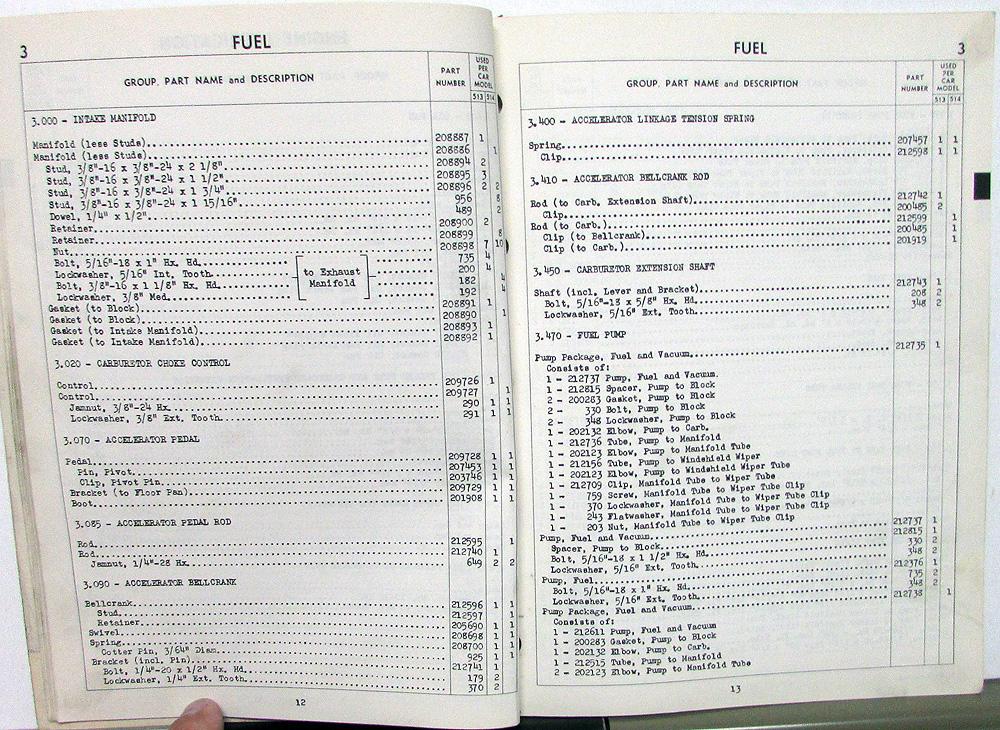 3
FUEL
GROUP, PART NAME and DESCRIPTION
PART NUMBER
USED PER CAR MODEL
513 514
3.000 - INTAKE MANIFOLD
Manifold (less Studs) 208887 1
Manifold (less Studs) 208886 1
Stud, 3/8"-16 x 3/8"-24 x 2 1/8" 208894 2
Stud, 3/8"-16 x 3/8"-24 x 1 1/2" 208895 3
Stud, 3/8"-16 x 3/8"-24 x 1 3/4" 208896 2 2
Stud, 3/8"-16 x 3/8"-24 x 1 15/16" 956 8
Dowel, 1/4" x 1/2" 489 2
Retainer 208900 2
Retainer 208899 8
Nut 208898 7 10
Bolt, 5/16"-18 x 1" Hx. Hd. 735 4
Lockwasher, 5/16" Int. Tooth 200 4
Bolt, 3/8"-16 x 1 1/8" Hx. Hd. 182 4
Lockwasher, 3/8" Med. 192 4
to Exhaust Manifold
Gasket (to Block) 208891 1
Gasket (to Block) 208890 1
Gasket (to Intake Manifold) 208893 1
Gasket (to Intake Manifold) 208892 1
3.020 - CARBURETOR CHOKE CONTROL
Control 209726 1
Control 209727 1
Jamnut, 3/8"-24 Hx. 290 1 1
Lockwasher, 3/8" Ext. Tooth 291 1 1
3.070 - ACCELERATOR PEDAL
Pedal 209728 1 1
Pin, Pivot 207453 1 1
Clip, Pivot Pin 203746 1 1
Bracket (to Floor Pan) 209729 1 1
Boot 201908 1 1
3.085 - ACCELERATOR PEDAL ROD
Rod 212595 1
Rod 212740 1
Jamnut, 1/4"-28 Hx. 649 2 2
3.090 - ACCELERATOR BELLCRANK
Bellcrank 212596 1 1
Stud 212597 1
Retainer 205690 1 1
Swivel 208698 1 1
Spring 208700 1 1
Cotter Pin, 3/64" Diam. 925 1 1
Bracket (incl. Pin) 212741 1
Bolt, 1/4"-20 x 1/2" Hx. Hd. 179 2
Lockwasher, 1/4" Ext. Tooth 370 2
12
FUEL
3
GROUP, PART NAME and DESCRIPTION
PART NUMBER
USED PER CAR MODEL
513 514
3.400 - ACCELERATOR LINKAGE TENSION SPRING
Spring 207457 1 1
Clip 212598 1 1
3.410 - ACCELERATOR BELLCRANK ROD
Rod (to Carb. Extension Shaft) 212742 1
Clip 200485 2
Rod (to Carb.) 212599 1
Clip (to Bellcrank) 200485 1
Clip (to Carb.) 201919 1
3.450 - CARBURETOR EXTENSION SHAFT
Shaft (incl. Lever and Bracket) 212743 1
Bolt, 5/16"-18 x 5/8" Hx. Hd. 208 2
Lockwasher, 5/16" Ext. Tooth 348 2
3.470 - FUEL PUMP
Pump Package, Fuel and Vacuum 212735 1
Consists of:
1 - 212737 Pump, Fuel and Vacuum
1 - 212815 Spacer, Pump to Block
2 - 200283 Gasket, Pump to Block
2 - 330 Bolt, Pump to Block
2 - 348 Lockwasher, Pump to Block
1 - 202132 Elbow, Pump to Carb.
1 - 212736 Tube, Pump to Manifold
1 - 202123 Elbow, Pump to Manifold Tube
1 - 212156 Tube, Pump to Windshield Wiper
1 - 202123 Elbow, Pump to Windshield Wiper Tube
1 - 212709 Clip, Manifold Tube to Wiper Tube
1 - 759 Screw, Manifold Tube to Wiper Tube Clip
1 - 370 Lockwasher, Manifold Tube to Wiper Tube Clip
1 - 243 Flatwasher, Manifold Tube to Wiper Tube Clip
1 - 203 Nut, Manifold Tube to Wiper Tube Clip
Pump, Fuel and Vacuum 212737 1
Spacer, Pump to Block 212815 1
Bolt, 5/16"-18 x 1 1/2" Hx. Hd. 330 2
Lockwasher, 5/16" Ext. Tooth 348 2
Pump, Fuel 212376 1
Bolt, 5/16"-18 x 1" Hx. Hd. 735 2
Lockwasher, 5/16" Ext. Tooth 348 2
Pump Package, Fuel and Vacuum 212738 1
Consists of:
1 - 212611 Pump, Fuel and Vacuum
1 - 200283 Gasket, Pump to Block
1 - 202132 Elbow, Pump to Carb.
1 - 212515 Tube, Pump to Manifold
2 - 202123 Elbow, Pump to Manifold Tube
13